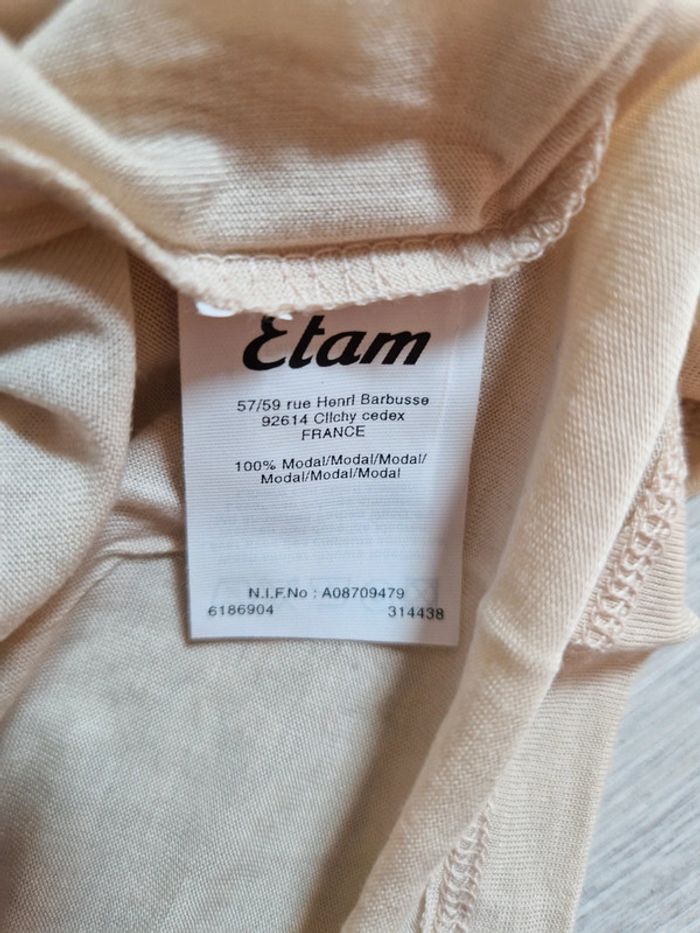 Etam
57/59 rue Henri Barbusse
92614 Clichy cedex
FRANCE
100% Modal/Modal/Modal/
Modal/Modal/Modal
N.I.F.No : A08709479
6186904 314438